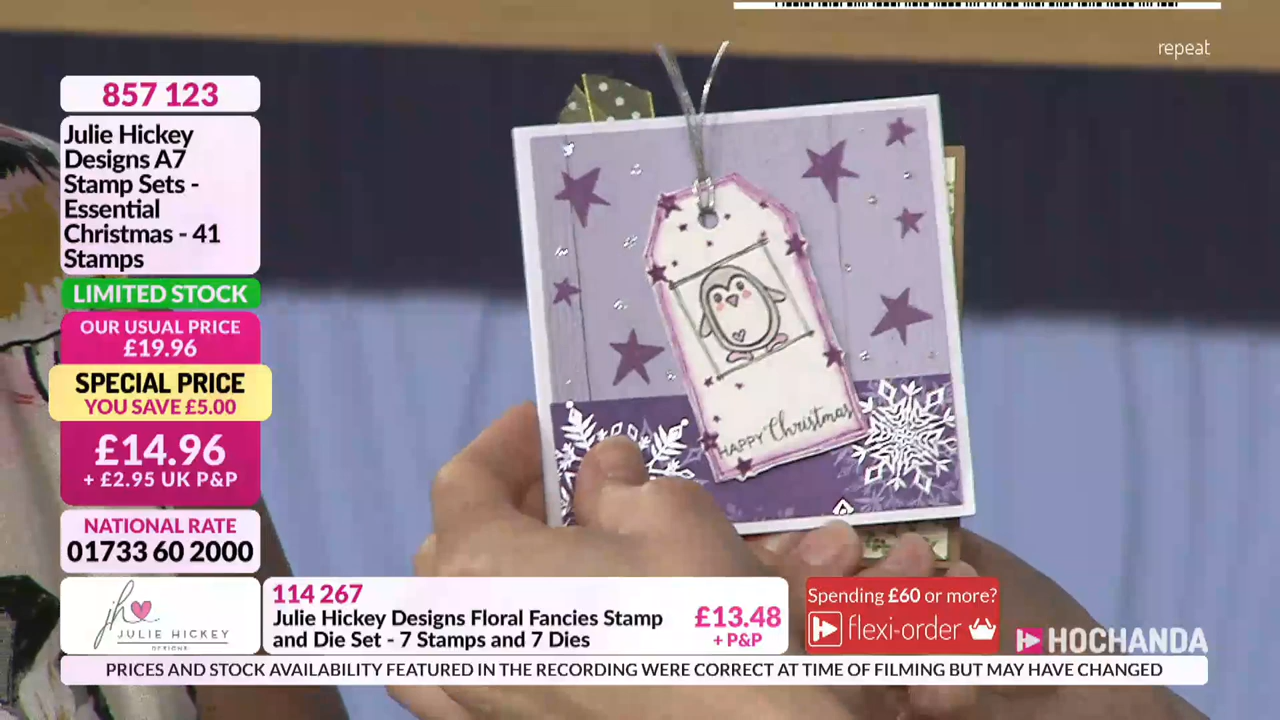 repeat
857 123
Julie Hickey
Designs A7
Stamp Sets -
Essential
Christmas - 41
Stamps
LIMITED STOCK
OUR USUAL PRICE
£19.96
SPECIAL PRICE
YOU SAVE £5.00
£14.96
+ £2.95 UK P&P
NATIONAL RATE
01733 60 2000
HAPPY Christmas
jh
JULIE HICKEY
DESIGNS
114 267
Julie Hickey Designs Floral Fancies Stamp
and Die Set - 7 Stamps and 7 Dies
£13.48
+ P&P
Spending £60 or more?
flexi-order
HOCHANDA
PRICES AND STOCK AVAILABILITY FEATURED IN THE RECORDING WERE CORRECT AT TIME OF FILMING BUT MAY HAVE CHANGED